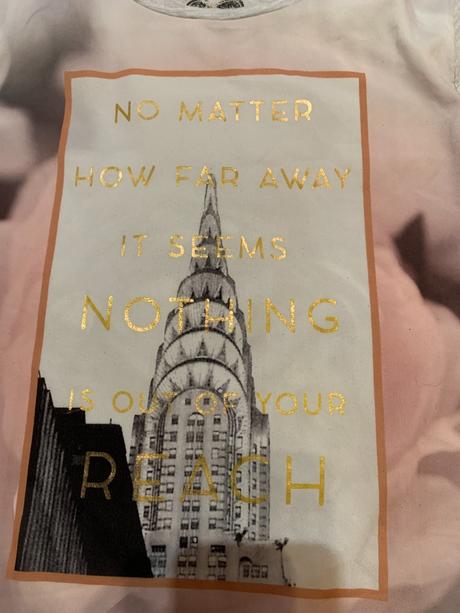 NO MATTER
HOW FAR AWAY
IT SEEMS
NOTHING
IS OUT OF YOUR
REACH